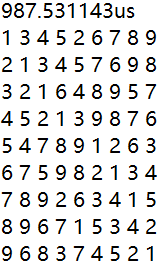 987.531143us
1 3 4 5 2 6 7 8 9
2 1 3 4 5 7 6 9 8
3 2 1 6 4 8 9 5 7
4 5 2 1 3 9 8 7 6
5 4 7 8 9 1 2 6 3
6 7 5 9 8 2 1 3 4
7 8 9 2 6 3 4 1 5
8 9 6 7 1 5 3 4 2
9 6 8 3 7 4 5 2 1